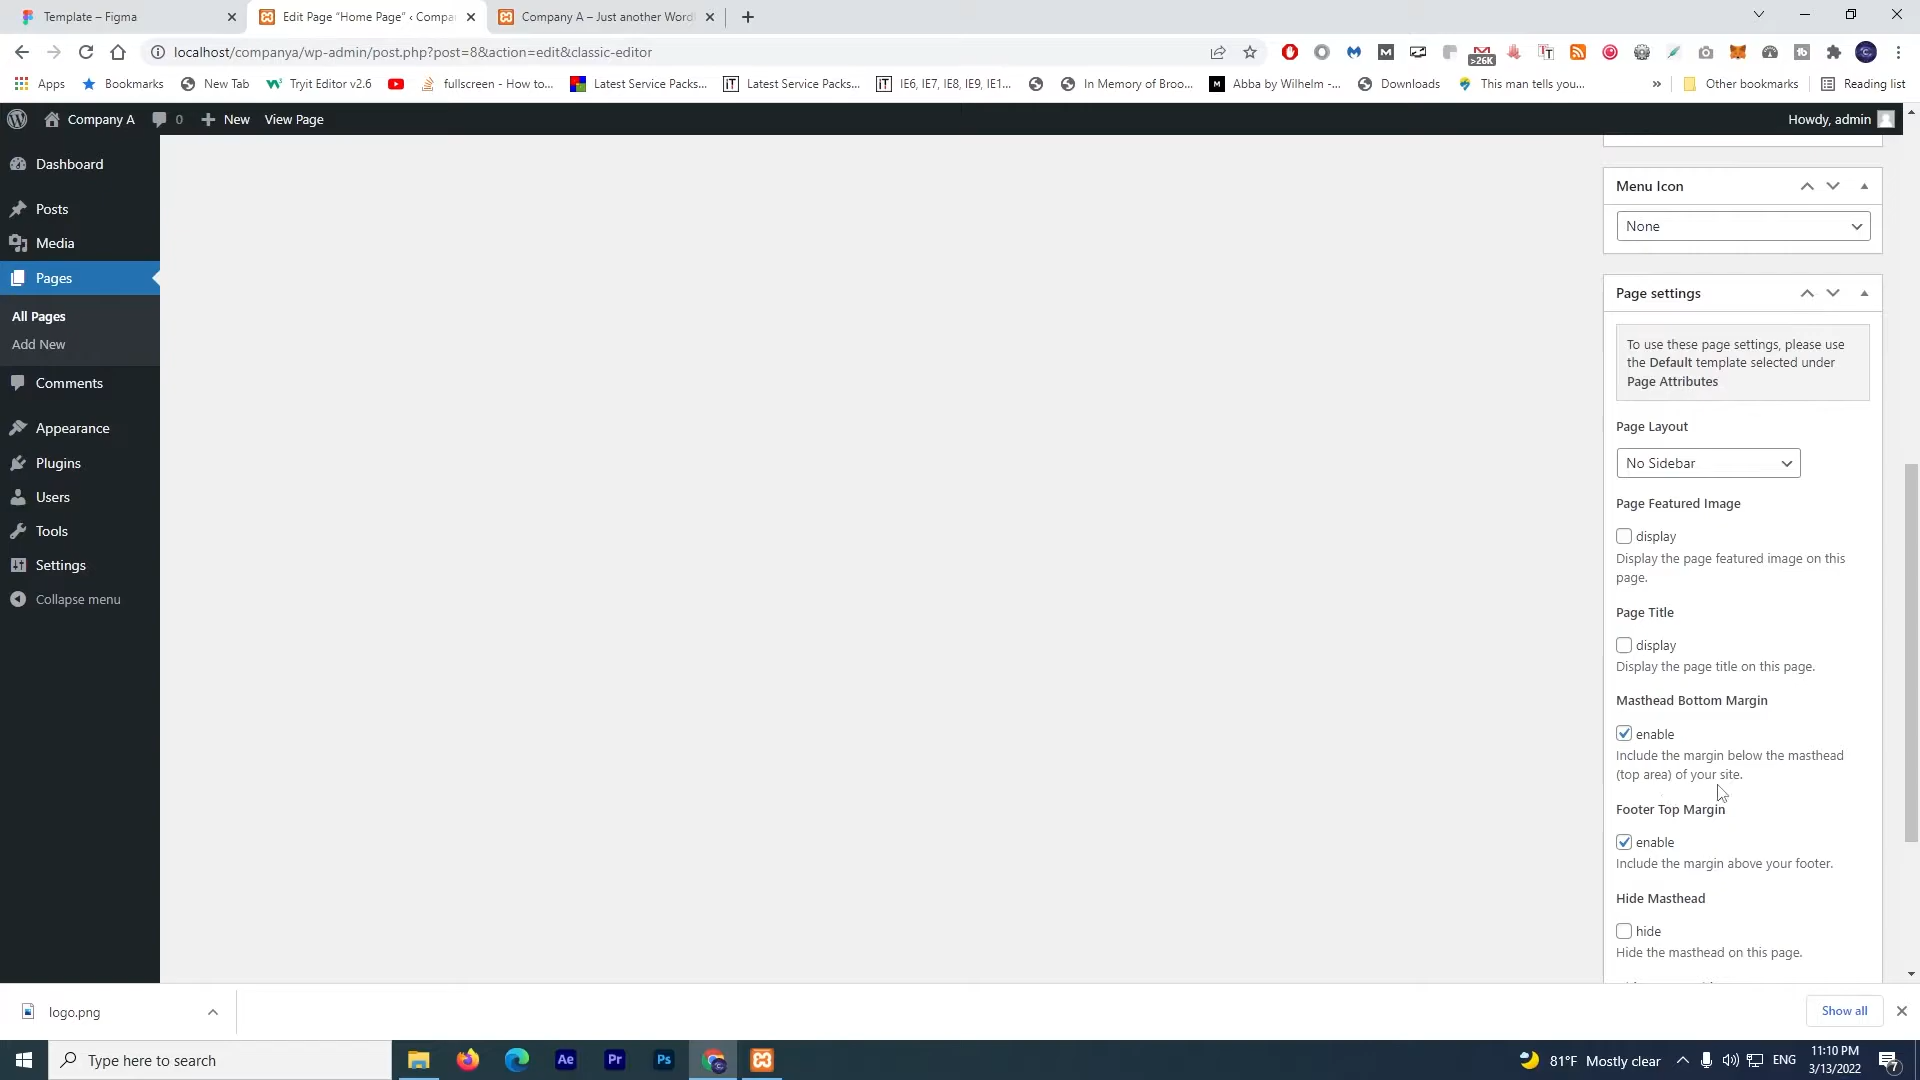 Template – Figma
Edit Page “Home Page” ‹ Compa
Company A – Just another Word
localhost/companya/wp-admin/post.php?post=8&action=edit&classic-editor
>26K
Apps
Bookmarks
New Tab
Tryit Editor v2.6
fullscreen - How to...
Latest Service Packs...
Latest Service Packs...
IE6, IE7, IE8, IE9, IE1...
In Memory of Broo...
Abba by Wilhelm -...
Downloads
This man tells you...
»
Other bookmarks
Reading list
Company A
0
New
View Page
Howdy, admin
Dashboard
Posts
Media
Pages
All Pages
Add New
Comments
Appearance
Plugins
Users
Tools
Settings
Collapse menu
Menu Icon
None
Page settings
To use these page settings, please use
the Default template selected under
Page Attributes
Page Layout
No Sidebar
Page Featured Image
display
Display the page featured image on this
page.
Page Title
display
Display the page title on this page.
Masthead Bottom Margin
enable
Include the margin below the masthead
(top area) of your site.
Footer Top Margin
enable
Include the margin above your footer.
Hide Masthead
hide
Hide the masthead on this page.
logo.png
Show all
Type here to search
Ae
Pr
Ps
81°F Mostly clear
ENG
11:10 PM
3/13/2022
7